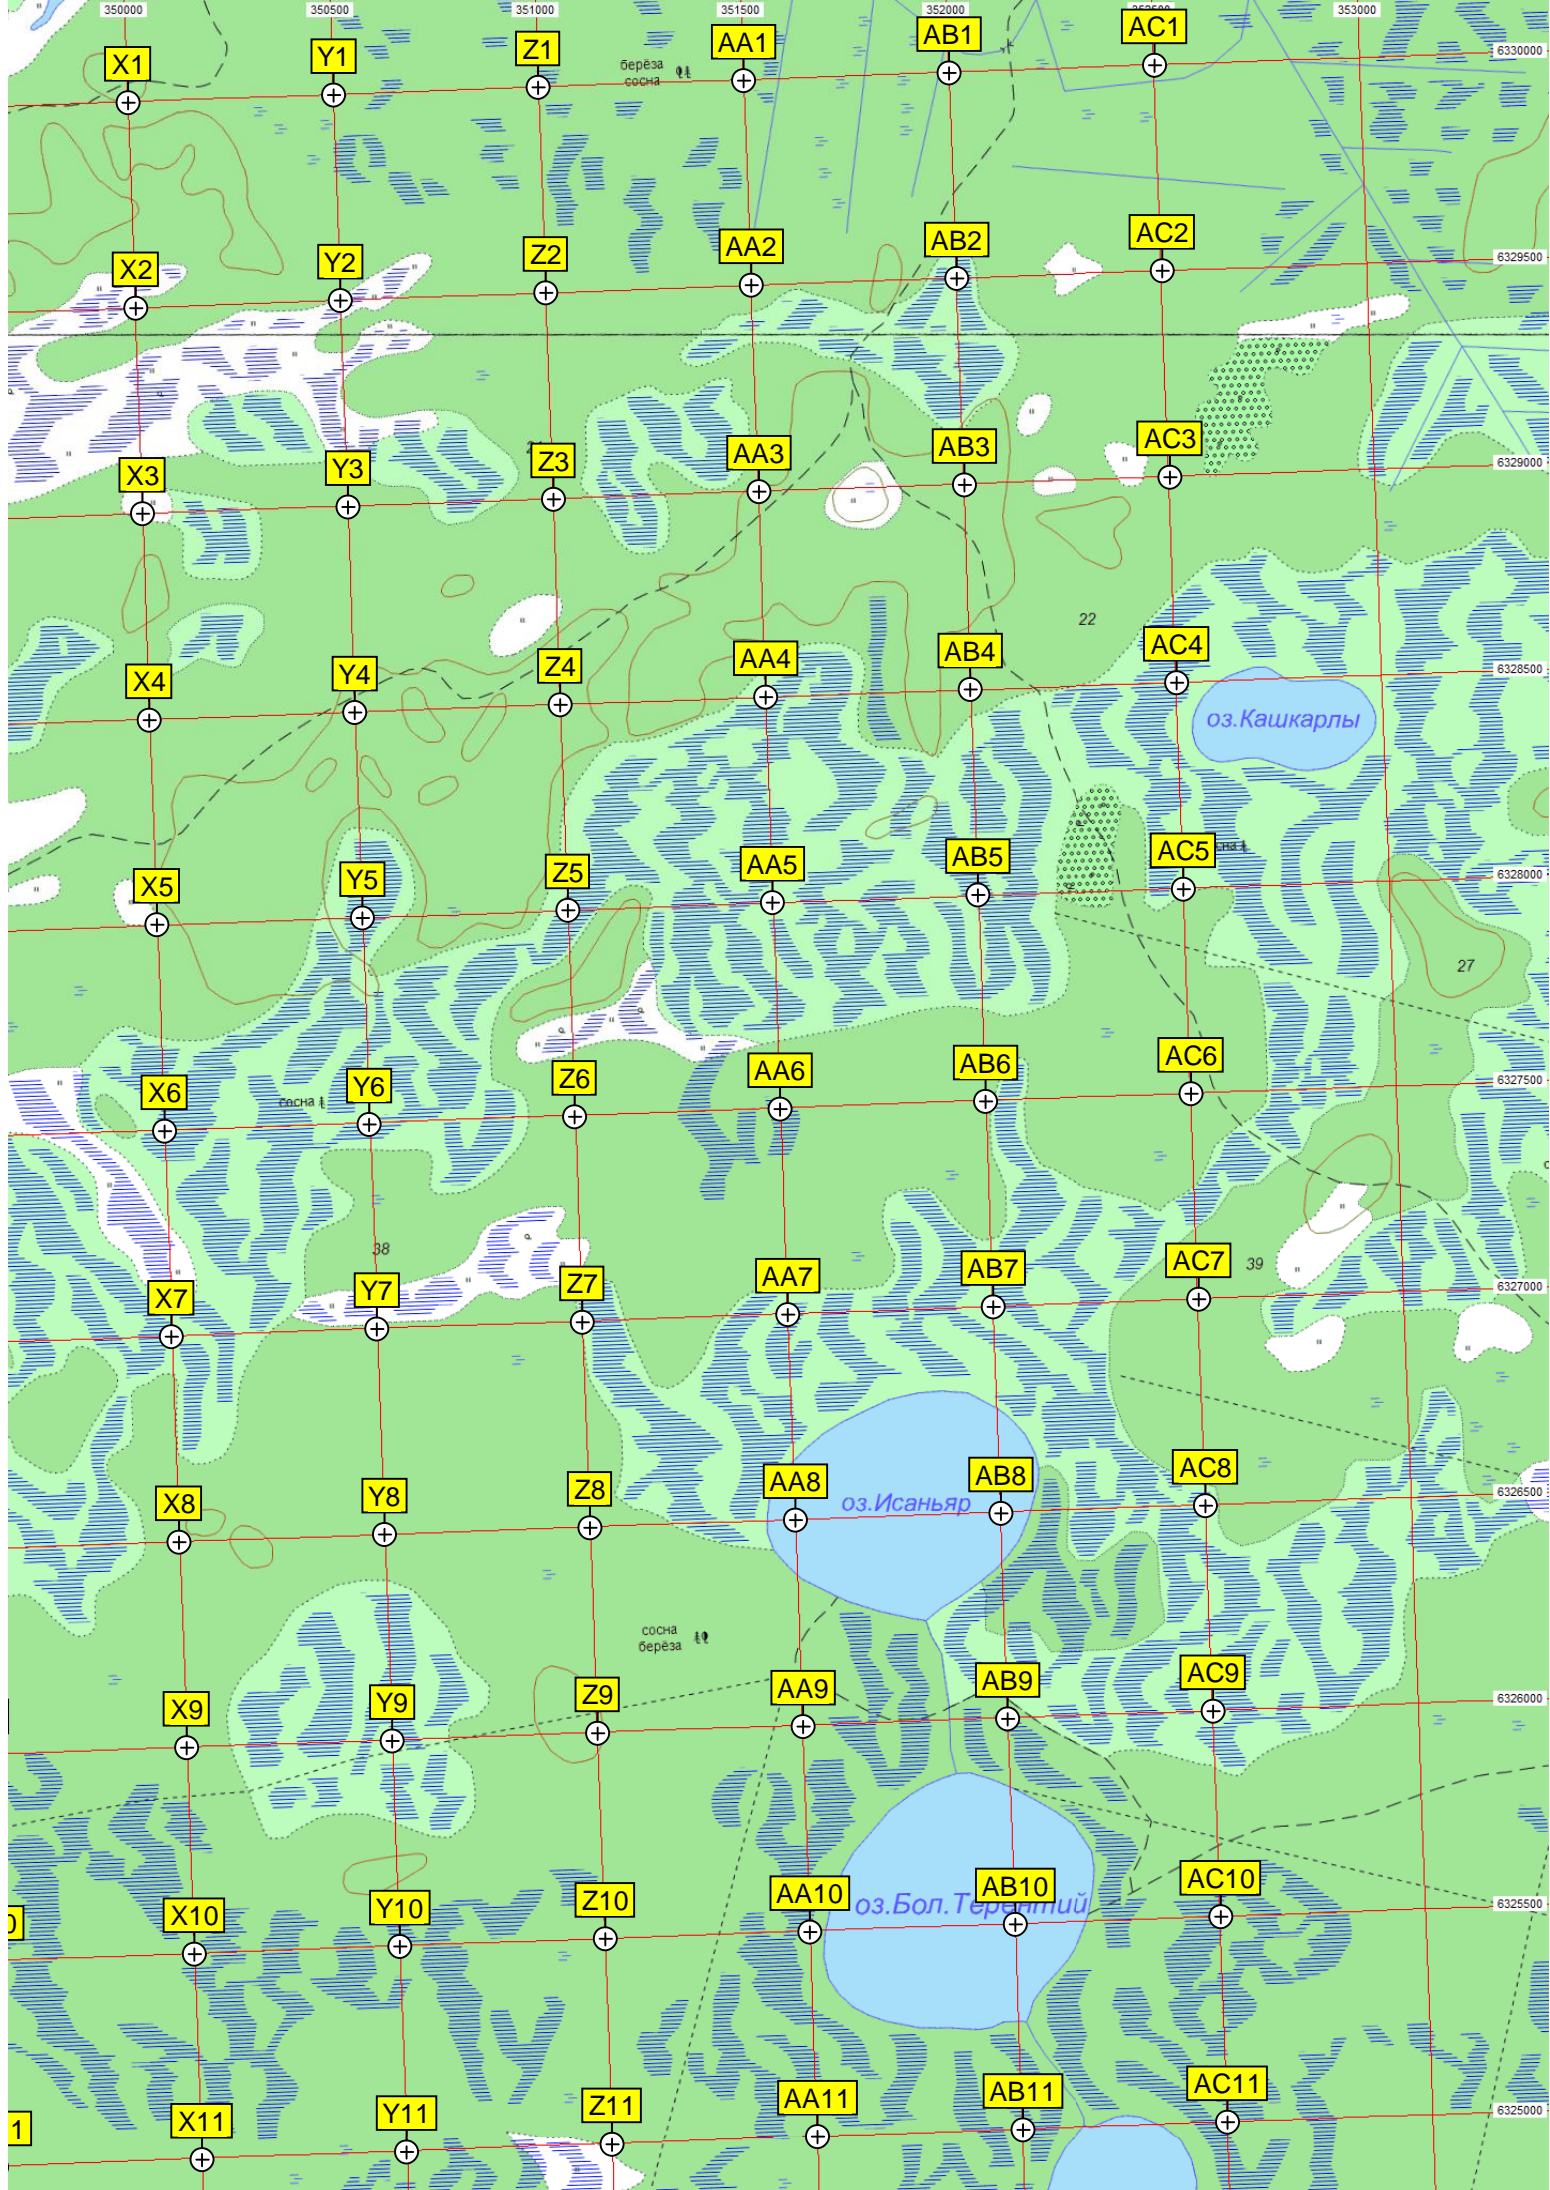 350000 350500 351000 351500 352000 353000
X1 Y1 Z1 AA1 AB1 AC1
6330000
берёза
сосна
X2 Y2 Z2 AA2 AB2 AC2
6329500
X3 Y3 Z3 AA3 AB3 AC3
6329000
22
X4 Y4 Z4 AA4 AB4 AC4
6328500
оз.Кашкарлы
X5 Y5 Z5 AA5 AB5 AC5
6328000
27
X6 Y6 Z6 AA6 AB6 AC6
6327500
сосна
38
39
X7 Y7 Z7 AA7 AB7 AC7
6327000
X8 Y8 Z8 AA8 AB8 AC8
6326500
оз.Исаньяр
сосна
берёза
X9 Y9 Z9 AA9 AB9 AC9
6326000
X10 Y10 Z10 AA10 AB10 AC10
6325500
оз.Бол.Терентий
X11 Y11 Z11 AA11 AB11 AC11
6325000
1